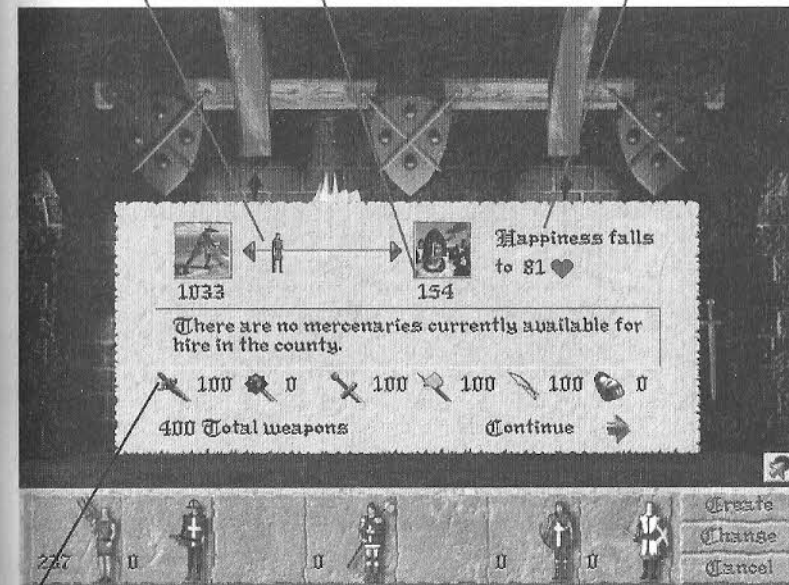 Happiness falls
to 81
1033
154
There are no mercenaries currently available for
hire in the county.
100 0 100 100 100 0
400 Total weapons
Continue
Create
Change
237 0 0 0 0
Cancel